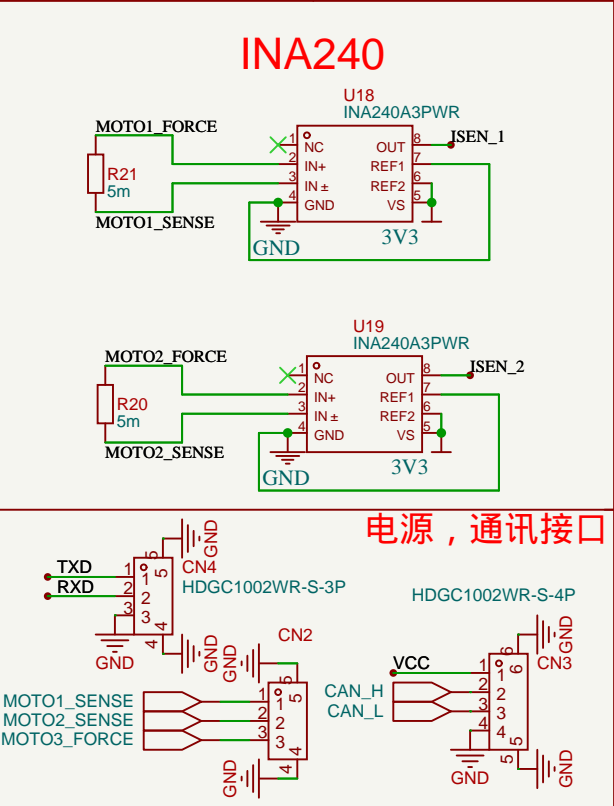 INA240
U18
INA240A3PWR
MOTO1_FORCE
R21
5m
MOTO1_SENSE
1 NC
2 IN+
3 IN±
4 GND
OUT 8
REF1 7
REF2 6
VS 5
ISEN_1
GND
3V3
U19
INA240A3PWR
MOTO2_FORCE
R20
5m
MOTO2_SENSE
1 NC
2 IN+
3 IN±
4 GND
OUT 8
REF1 7
REF2 6
VS 5
ISEN_2
GND
3V3
电源，通讯接口
GND
TXD
RXD
1 1
2 2
3 3
5 5
4 4
CN4
HDGC1002WR-S-3P
GND
GND
CN2
GND
MOTO1_SENSE
MOTO2_SENSE
MOTO3_FORCE
1 1
2 2
3 3
5 5
4 4
GND
HDGC1002WR-S-4P
GND
CN3
VCC
CAN_H
CAN_L
1 1
2 2
3 3
4 4
6 6
5 5
GND
GND